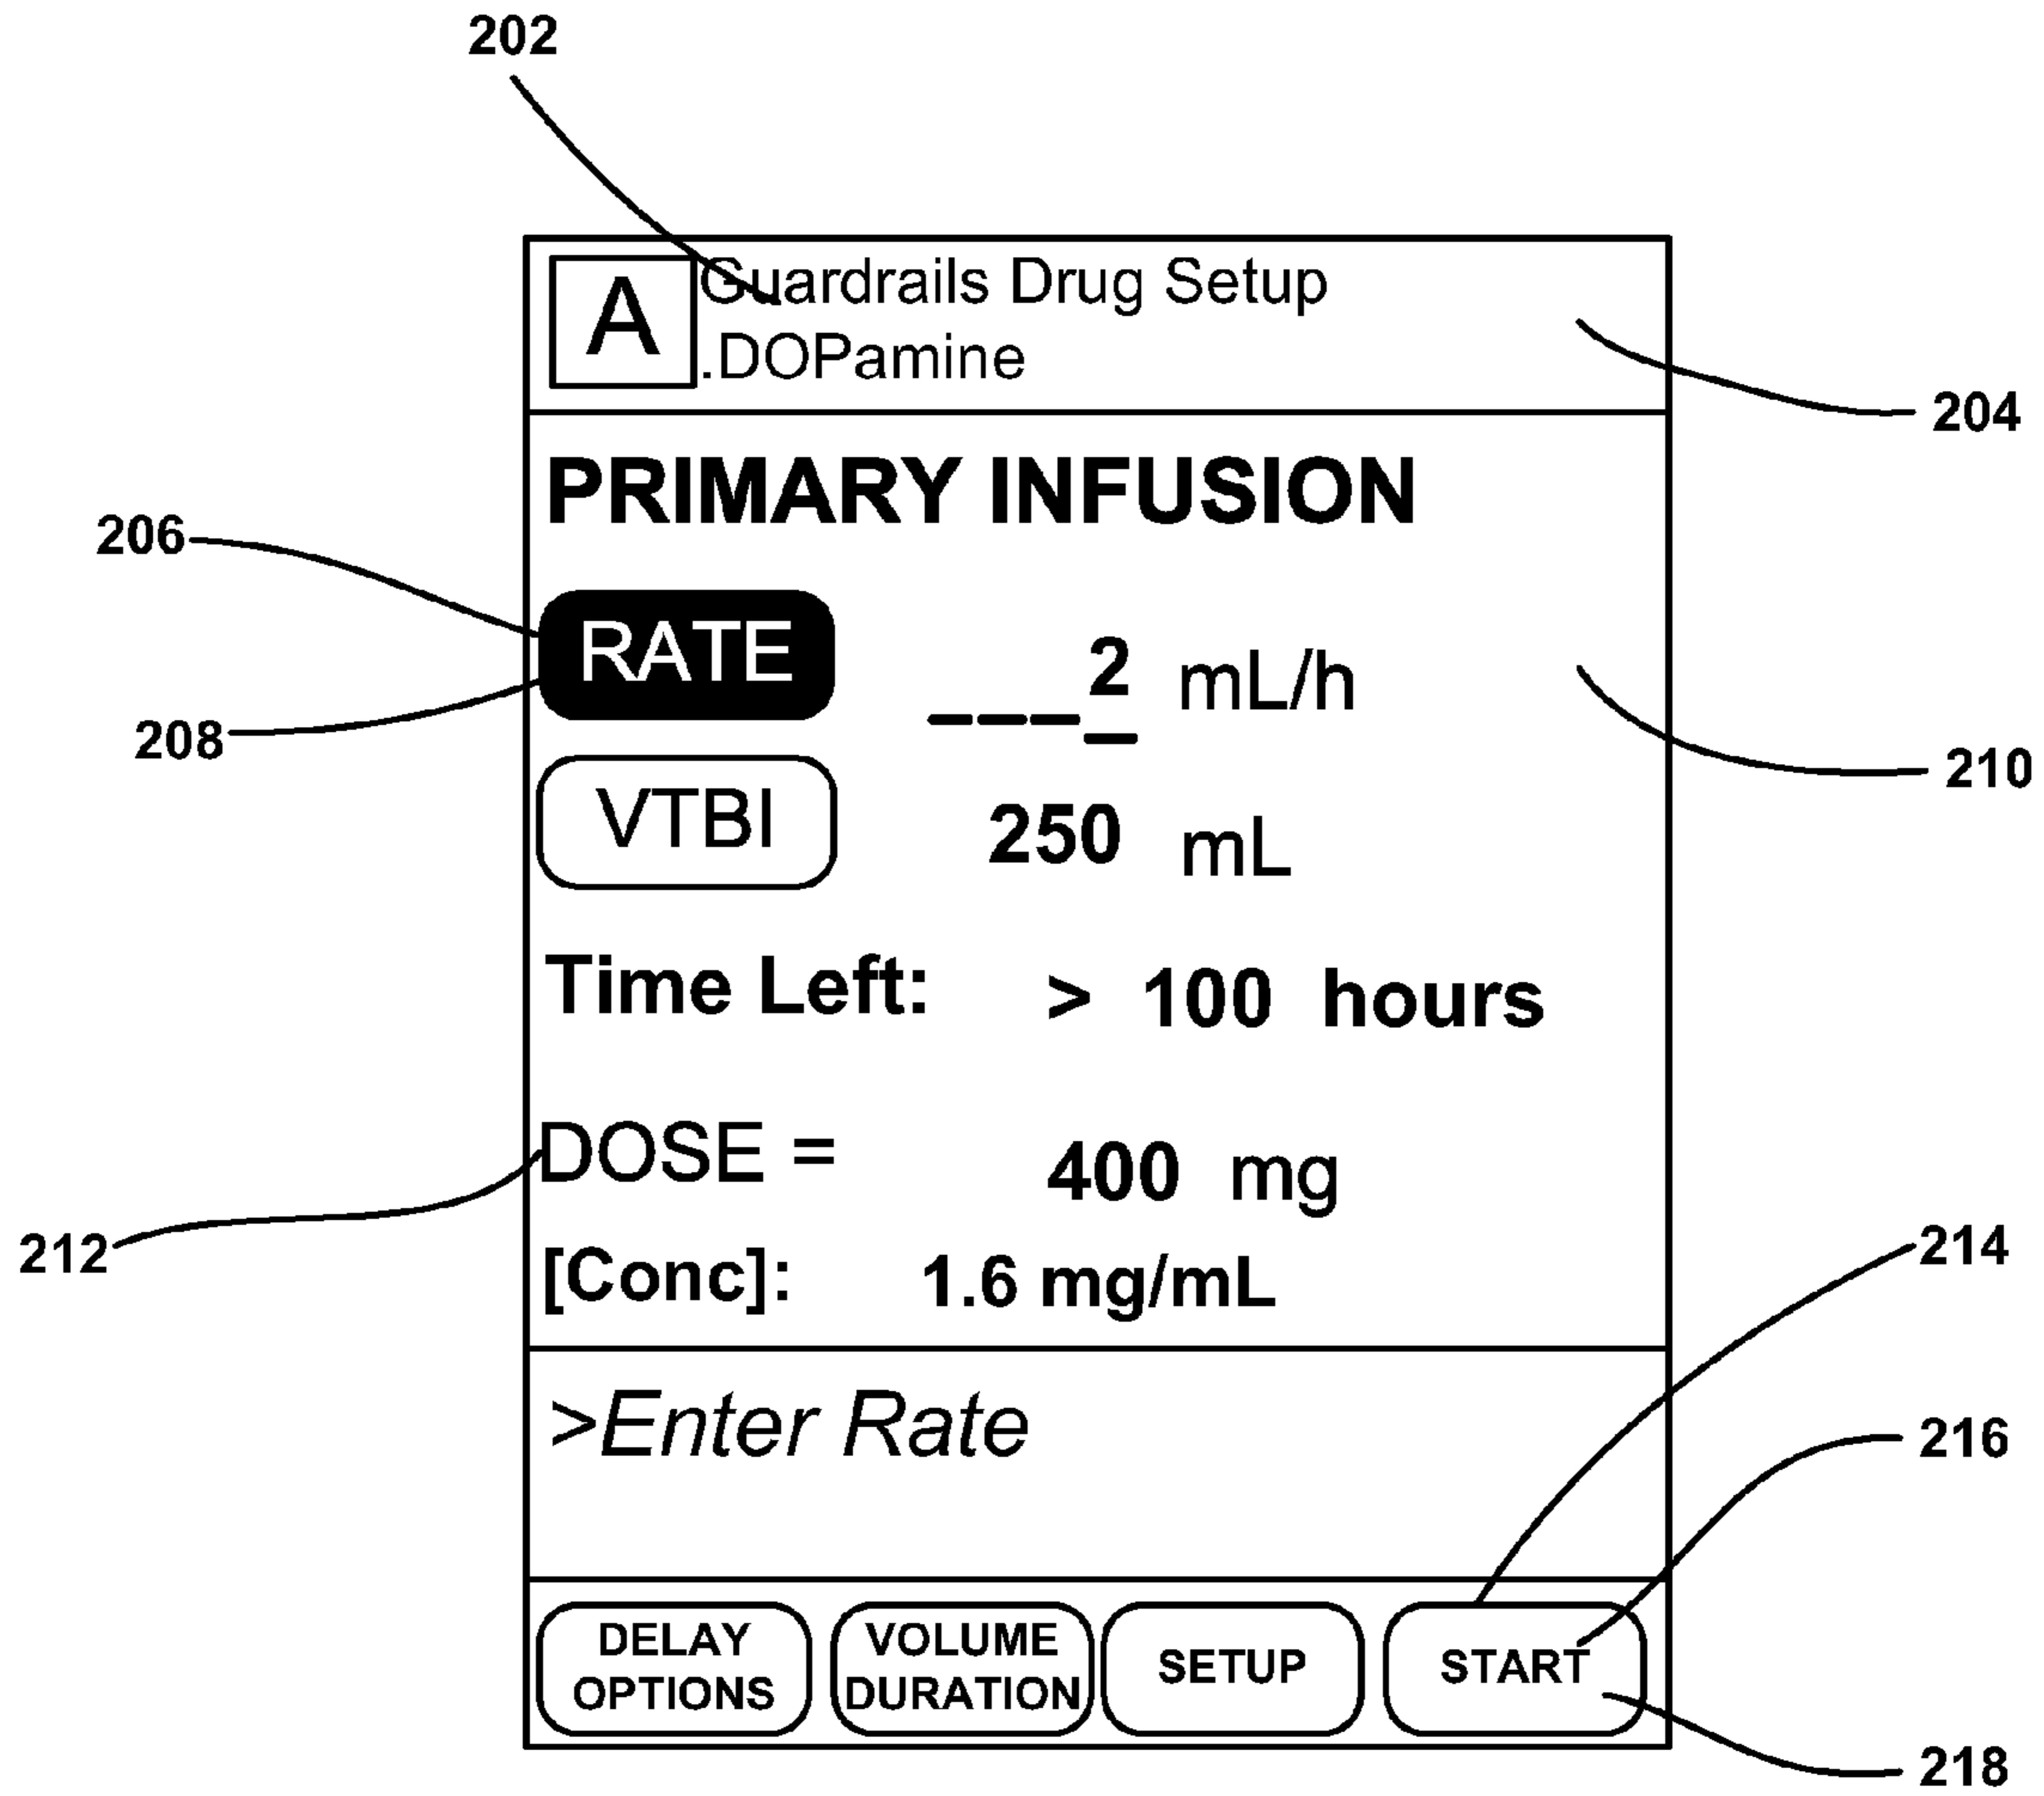 202
A
Guardrails Drug Setup
.DOPamine
204
PRIMARY INFUSION
206
RATE
___2 mL/h
208
210
VTBI
250 mL
Time Left: > 100 hours
DOSE = 400 mg
212
214
[Conc]: 1.6 mg/mL
>Enter Rate
216
DELAY OPTIONS
VOLUME DURATION
SETUP
START
218